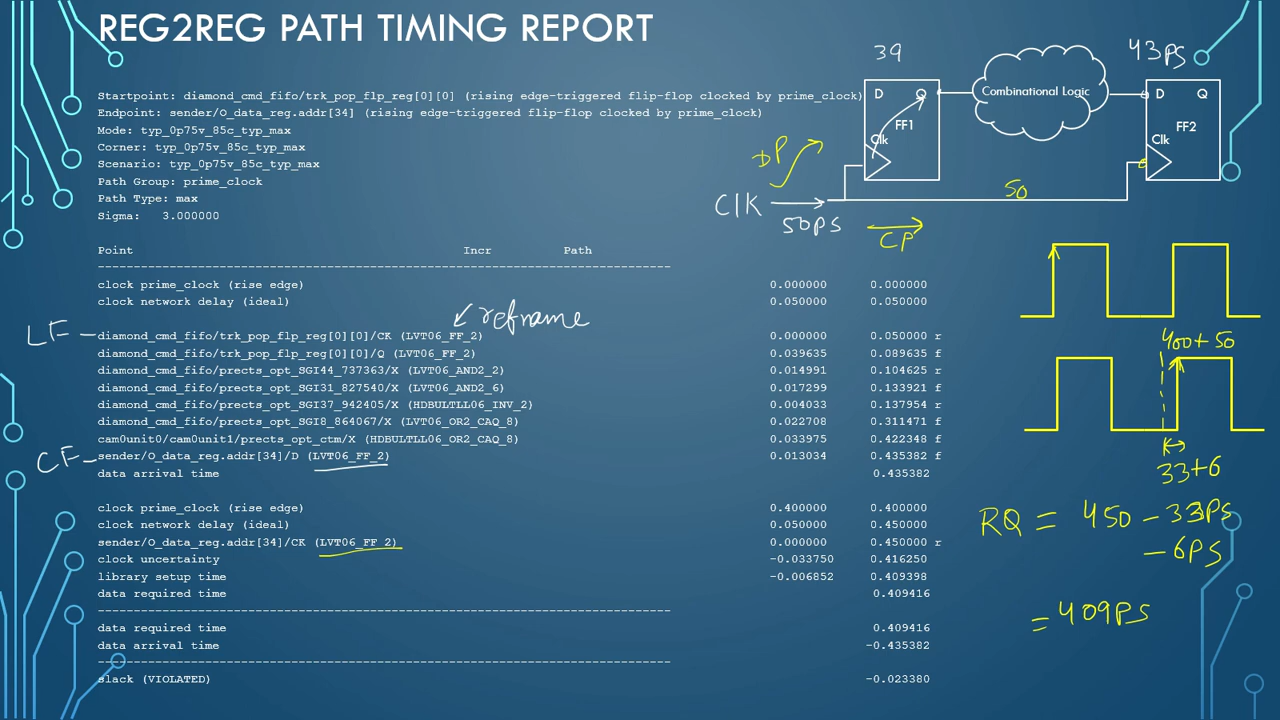 REG2REG PATH TIMING REPORT
Startpoint: diamond_cmd_fifo/trk_pop_flp_reg[0][0] (rising edge-triggered flip-flop clocked by prime_clock)
Endpoint: sender/O_data_reg.addr[34] (rising edge-triggered flip-flop clocked by prime_clock)
Mode: typ_0p75v_85c_typ_max
Corner: typ_0p75v_85c_typ_max
Scenario: typ_0p75v_85c_typ_max
Path Group: prime_clock
Path Type: max
Sigma: 3.000000
Point Incr Path
clock prime_clock (rise edge) 0.000000 0.000000
clock network delay (ideal) 0.050000 0.050000
reframe
LF diamond_cmd_fifo/trk_pop_flp_reg[0][0]/CK (LVT06_FF_2) 0.000000 0.050000 r
diamond_cmd_fifo/trk_pop_flp_reg[0][0]/Q (LVT06_FF_2) 0.039635 0.089635 f
diamond_cmd_fifo/prects_opt_SGI44_737363/X (LVT06_AND2_2) 0.014991 0.104625 r
diamond_cmd_fifo/prects_opt_SGI31_827540/X (LVT06_AND2_6) 0.017299 0.133921 f
diamond_cmd_fifo/prects_opt_SGI37_942405/X (HDBULTLL06_INV_2) 0.004033 0.137954 r
diamond_cmd_fifo/prects_opt_SGI8_864067/X (LVT06_OR2_CAQ_8) 0.022708 0.311471 f
cam0unit0/cam0unit1/prects_opt_ctm/X (HDBULTLL06_OR2_CAQ_8) 0.033975 0.422348 f
CF sender/O_data_reg.addr[34]/D (LVT06_FF_2) 0.013034 0.435382 f
data arrival time 0.435382
clock prime_clock (rise edge) 0.400000 0.400000
clock network delay (ideal) 0.050000 0.450000
sender/O_data_reg.addr[34]/CK (LVT06_FF_2) 0.000000 0.450000 r
clock uncertainty -0.033750 0.416250
library setup time -0.006852 0.409398
data required time 0.409416
data required time 0.409416
data arrival time -0.435382
slack (VIOLATED) -0.023380
39
43PS
D Q
Combinational Logic
D Q
FF1
FF2
Clk
Clk
DP
Clk
50PS
50
CP
400+50
33+6
RQ = 450 - 33PS
- 6PS
= 409PS